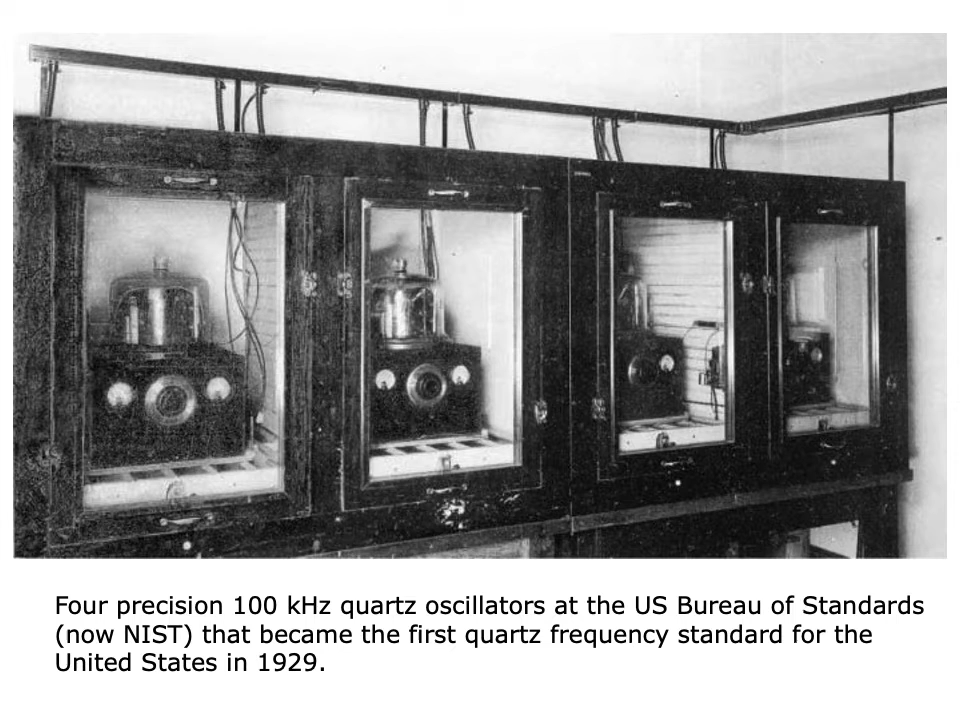 Four precision 100 kHz quartz oscillators at the US Bureau of Standards
(now NIST) that became the first quartz frequency standard for the
United States in 1929.